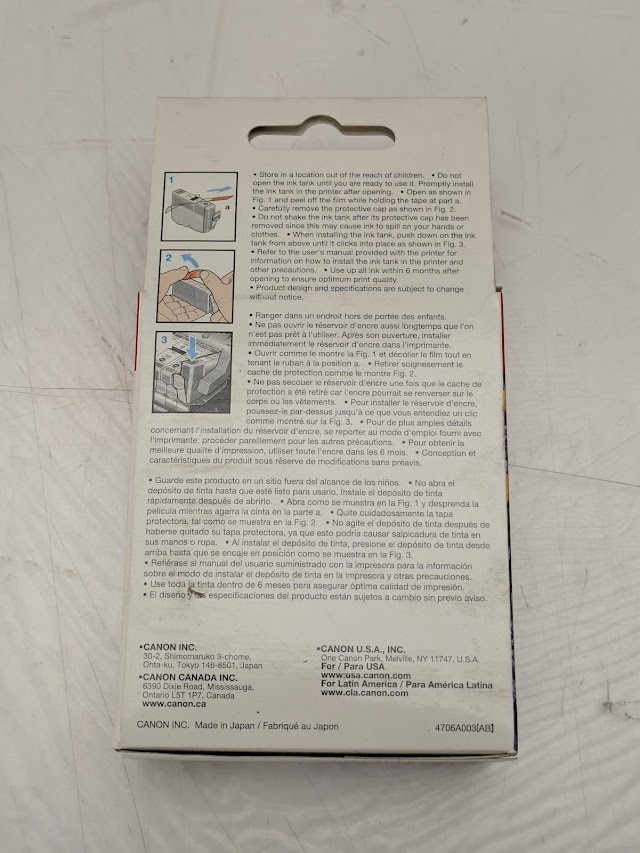 1
a
2
3
• Store in a location out of the reach of children. • Do not
open the ink tank until you are ready to use it. Promptly install
the ink tank in the printer after opening. • Open as shown in
Fig. 1 and peel off the film while holding the tape at part a.
• Carefully remove the protective cap as shown in Fig. 2.
• Do not shake the ink tank after its protective cap has been
removed since this may cause ink to spill on your hands or
clothes. • When installing the ink tank, push down on the ink
tank from above until it clicks into place as shown in Fig. 3.
• Refer to the user's manual provided with the printer for
information on how to install the ink tank in the printer and
other precautions. • Use up all ink within 6 months after
opening to ensure optimum print quality.
• Product design and specifications are subject to change
without notice.
• Ranger dans un endroit hors de portée des enfants.
• Ne pas ouvrir le réservoir d'encre aussi longtemps que l'on
n'est pas prêt à l'utiliser. Après son ouverture, installer
immédiatement le réservoir d'encre dans l'imprimante.
• Ouvrir comme le montre la Fig. 1 et décoller le film tout en
tenant le ruban à la position a. • Retirer soigneusement le
cache de protection comme le montre Fig. 2.
• Ne pas secouer le réservoir d'encre une fois que le cache de
protection a été retiré car l'encre pourrait se renverser sur le
corps ou les vêtements. • Pour installer le réservoir d'encre,
poussez-le par-dessus jusqu'à ce que vous entendiez un clic
comme montré sur la Fig. 3. • Pour de plus amples détails
concernant l'installation du réservoir d'encre, se reporter au mode d'emploi fourni avec
l'imprimante; procéder pareillement pour les autres précautions. • Pour obtenir la
meilleure qualité d'impression, utiliser toute l'encre dans les 6 mois. • Conception et
caractéristiques du produit sous réserve de modifications sans préavis.
• Guarde este producto en un sitio fuera del alcance de los niños. • No abra el
depósito de tinta hasta que esté listo para usarlo. Instale el depósito de tinta
rápidamente después de abrirlo. • Abra como se muestra en la Fig. 1 y desprenda la
película mientras agarra la cinta en la parte a. • Quite cuidadosamente la tapa
protectora, tal como se muestra en la Fig. 2. • No agite el depósito de tinta después de
haberse quitado su tapa protectora, ya que esto podría causar salpicadura de tinta en
sus manos o ropa. • Al instalar el depósito de tinta, presione el depósito de tinta desde
arriba hasta que se encaje en posición como se muestra en la Fig. 3.
• Refiérase al manual del usuario suministrado con la impresora para la información
sobre el modo de instalar el depósito de tinta en la impresora y otras precauciones.
• Use toda la tinta dentro de 6 meses para asegurar óptima calidad de impresión.
• El diseño y las especificaciones del producto están sujetos a cambio sin previo aviso.
•CANON INC.
30-2, Shimomaruko 3-chome,
Ohta-ku, Tokyo 146-8501, Japan
•CANON CANADA INC.
6390 Dixie Road, Mississauga,
Ontario L5T 1P7, Canada
www.canon.ca
•CANON U.S.A., INC.
One Canon Park, Melville, NY 11747, U.S.A.
For / Para USA
www.usa.canon.com
For Latin America / Para América Latina
www.cla.canon.com
CANON INC. Made in Japan / Fabriqué au Japon
4706A003[AB]